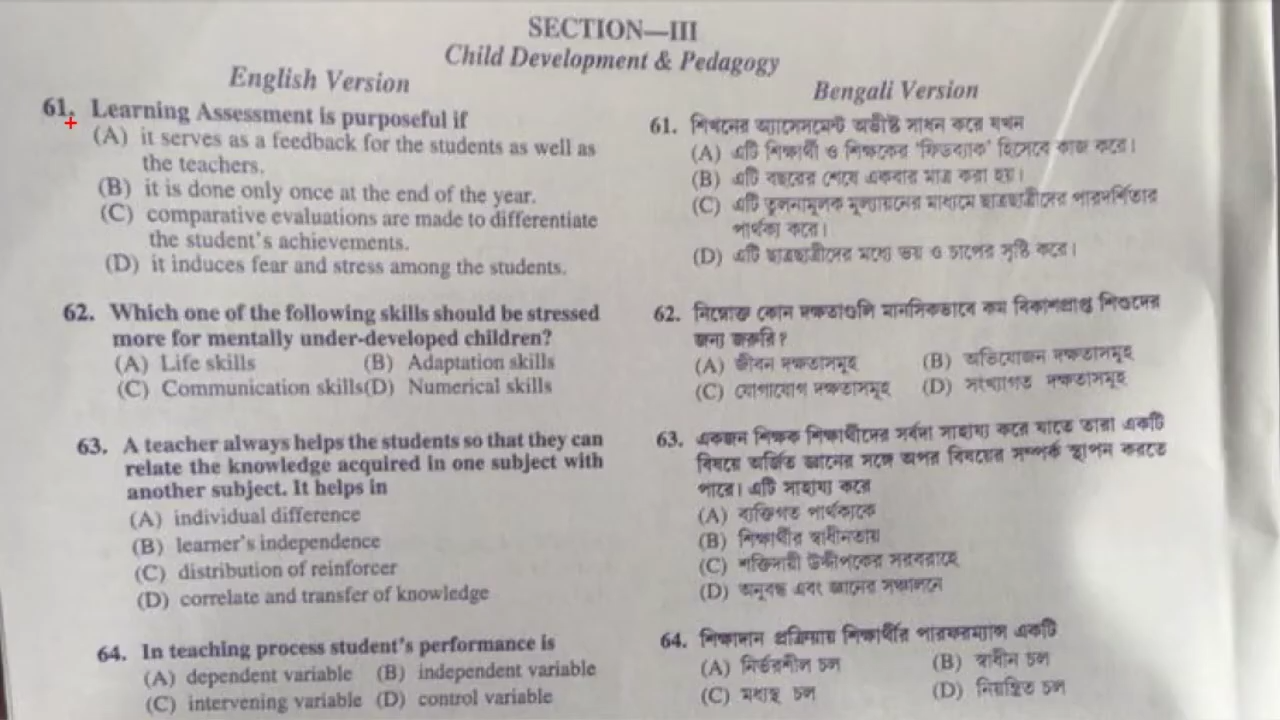 SECTION—III
Child Development & Pedagogy
English Version
61. Learning Assessment is purposeful if
(A) it serves as a feedback for the students as well as
the teachers.
(B) it is done only once at the end of the year.
(C) comparative evaluations are made to differentiate
the student's achievements.
(D) it induces fear and stress among the students.
62. Which one of the following skills should be stressed
more for mentally under-developed children?
(A) Life skills (B) Adaptation skills
(C) Communication skills(D) Numerical skills
63. A teacher always helps the students so that they can
relate the knowledge acquired in one subject with
another subject. It helps in
(A) individual difference
(B) learner's independence
(C) distribution of reinforcer
(D) correlate and transfer of knowledge
64. In teaching process student's performance is
(A) dependent variable (B) independent variable
(C) intervening variable (D) control variable
Bengali Version
61. শিখনের অ্যাসেসমেন্ট অভীষ্ট সাধন করে যখন
(A) এটি শিক্ষার্থী ও শিক্ষকের 'ফিডব্যাক' হিসেবে কাজ করে।
(B) এটি বছরের শেষে একবার মাত্র করা হয়।
(C) এটি তুলনামূলক মূল্যায়নের মাধ্যমে ছাত্রছাত্রীদের পারদর্শিতার
পার্থক্য করে।
(D) এটি ছাত্রছাত্রীদের মধ্যে ভয় ও চাপের সৃষ্টি করে।
62. নিম্নোক্ত কোন দক্ষতাগুলি মানসিকভাবে কম বিকাশপ্রাপ্ত শিশুদের
জন্য জরুরি?
(A) জীবন দক্ষতাসমূহ (B) অভিযোজন দক্ষতাসমূহ
(C) যোগাযোগ দক্ষতাসমূহ (D) সংখ্যাগত দক্ষতাসমূহ
63. একজন শিক্ষক শিক্ষার্থীদের সর্বদা সাহায্য করে যাতে তারা একটি
বিষয়ে অর্জিত জ্ঞানের সঙ্গে অপর বিষয়ের সম্পর্ক স্থাপন করতে
পারে। এটি সাহায্য করে
(A) ব্যক্তিগত পার্থক্যকে
(B) শিক্ষার্থীর স্বাধীনতায়
(C) শক্তিদায়ী উদ্দীপকের সরবরাহে
(D) অনুবন্ধ এবং জ্ঞানের সঞ্চালনে
64. শিক্ষাদান প্রক্রিয়ায় শিক্ষার্থীর পারফরম্যান্স একটি
(A) নির্ভরশীল চল (B) স্বাধীন চল
(C) মধ্যস্থ চল (D) নিয়ন্ত্রিত চল